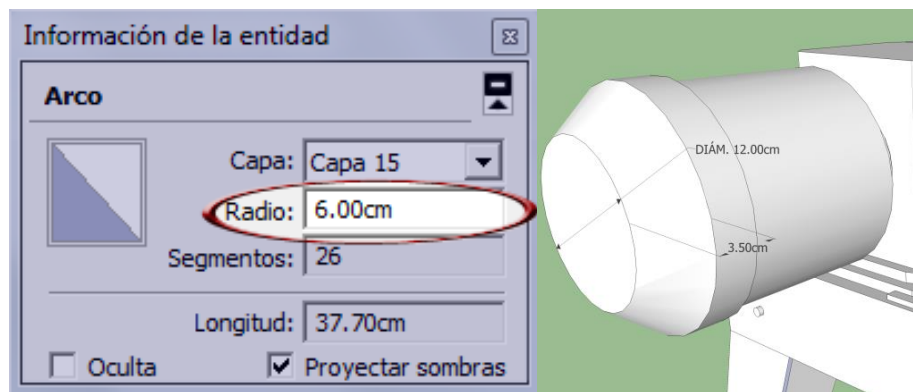 Información de la entidad
Arco
Capa: Capa 15
Radio: 6.00cm
Segmentos: 26
Longitud: 37.70cm
Oculta Proyectar sombras
DIÁM. 12.00cm
3.50cm